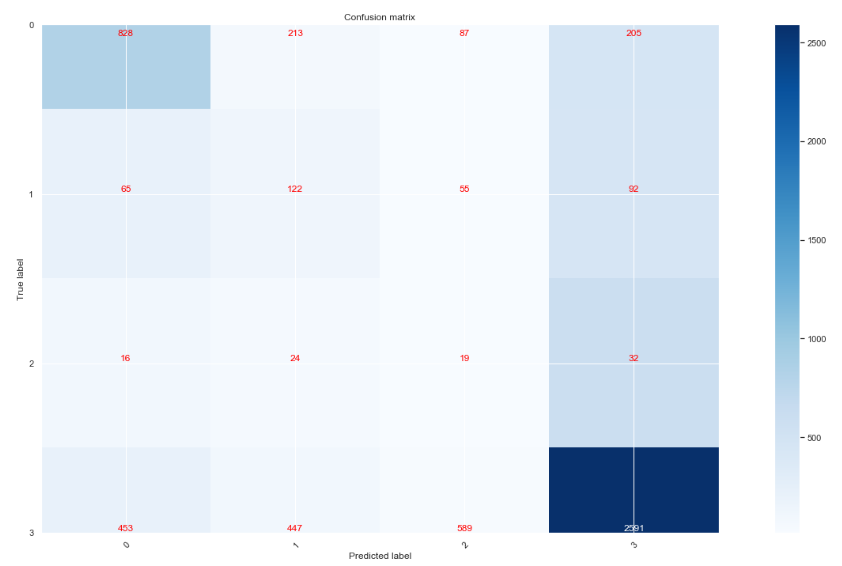 Confusion matrix
0
828 213 87 205
1
65 122 55 92
2
16 24 19 32
3
453 447 589 2591
0 1 2 3
True label
Predicted label
2500
2000
1500
1000
500